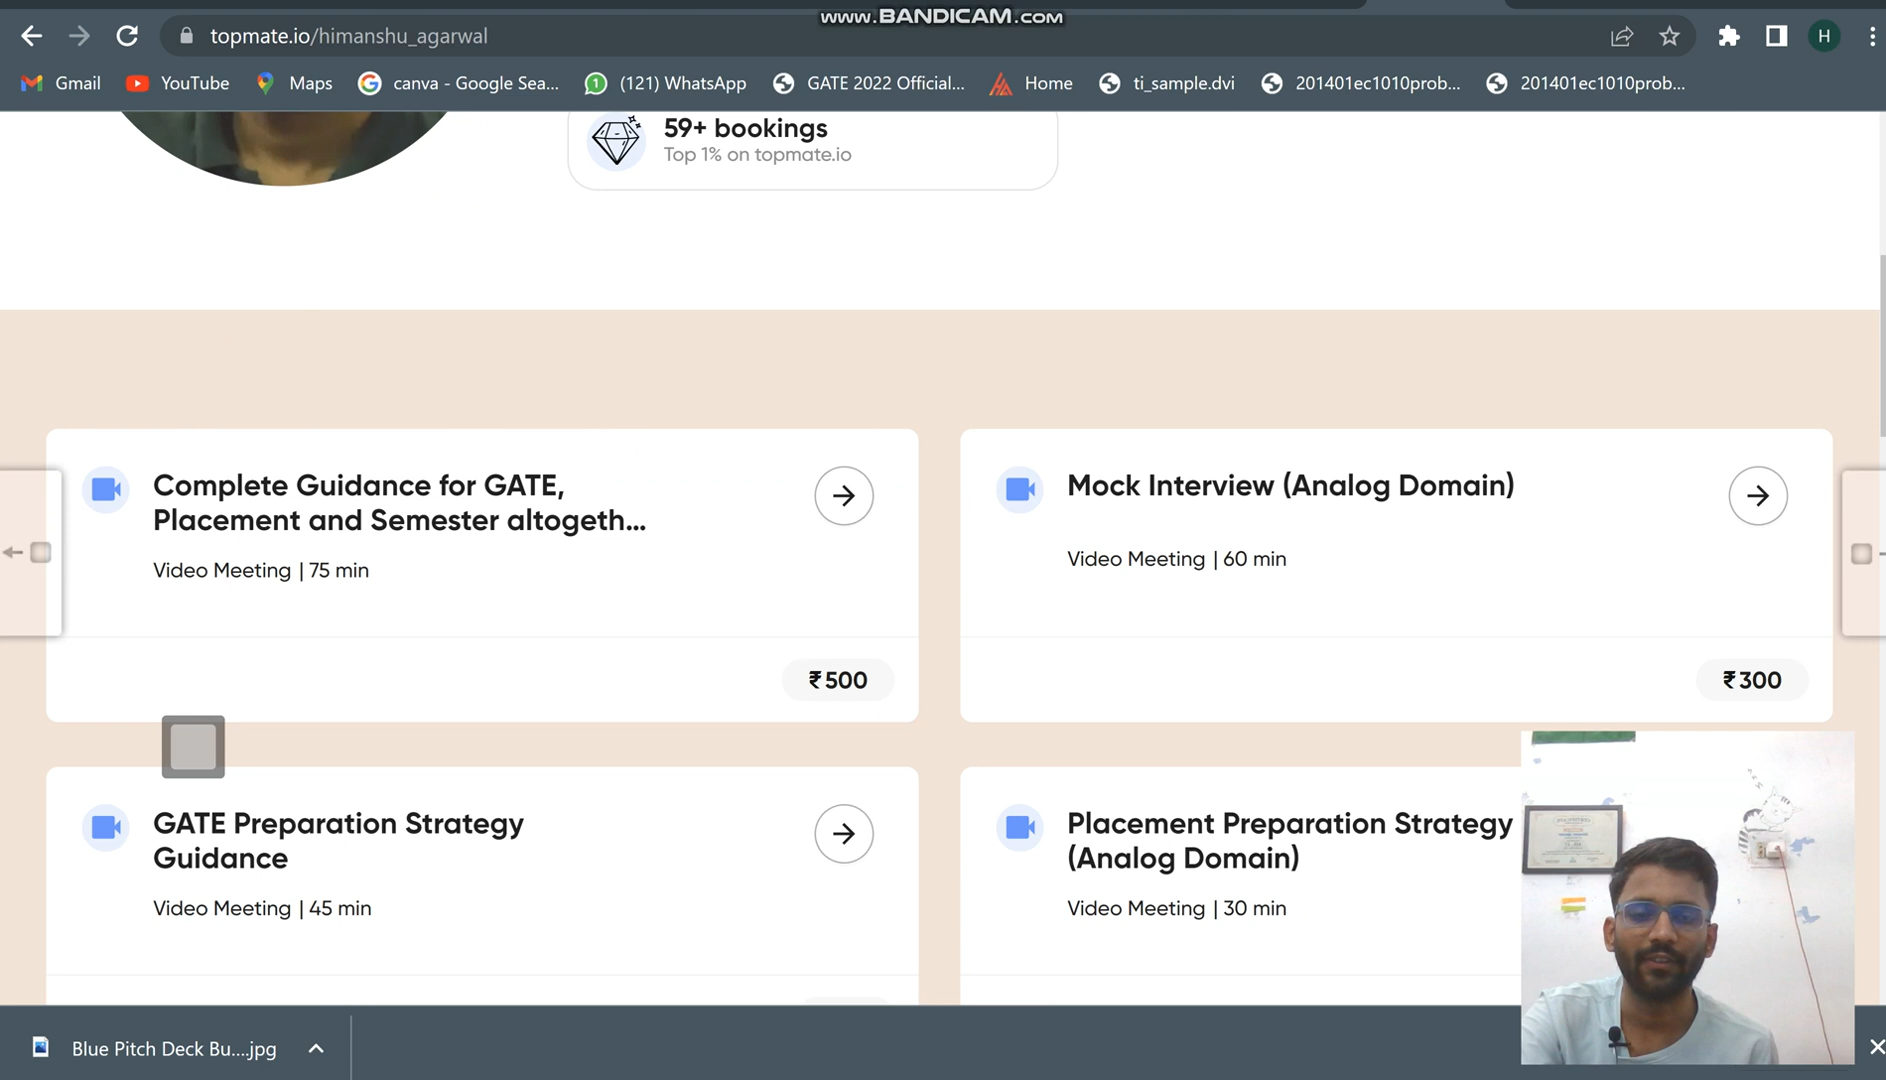 www.BANDICAM.com
topmate.io/himanshu_agarwal
H
Gmail
YouTube
Maps
canva - Google Sea...
1
(121) WhatsApp
GATE 2022 Official...
Home
ti_sample.dvi
201401ec1010prob...
201401ec1010prob...
59+ bookings
Top 1% on topmate.io
Complete Guidance for GATE,
Placement and Semester altogeth...
Video Meeting | 75 min
₹500
Mock Interview (Analog Domain)
Video Meeting | 60 min
₹300
GATE Preparation Strategy
Guidance
Video Meeting | 45 min
Placement Preparation Strategy
(Analog Domain)
Video Meeting | 30 min
Blue Pitch Deck Bu....jpg